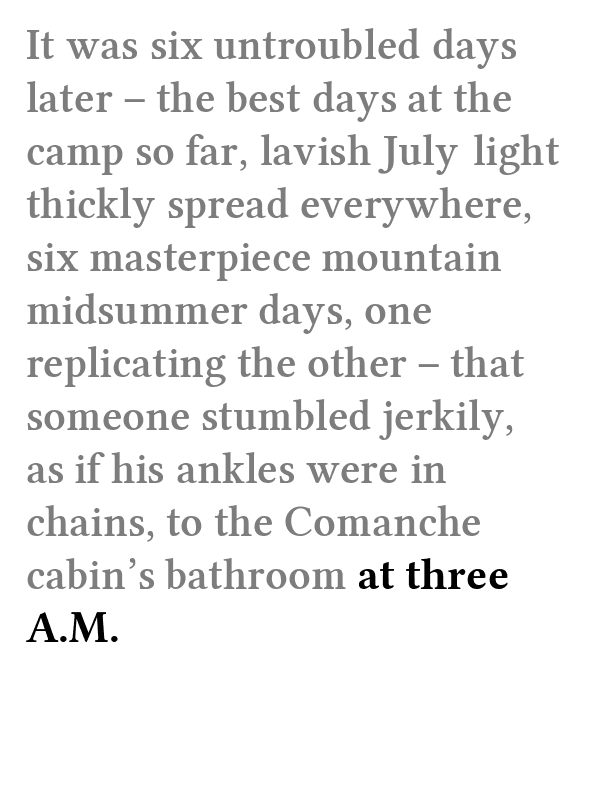 It was six untroubled days
later – the best days at the
camp so far, lavish July light
thickly spread everywhere,
six masterpiece mountain
midsummer days, one
replicating the other – that
someone stumbled jerkily,
as if his ankles were in
chains, to the Comanche
cabin’s bathroom at three
A.M.